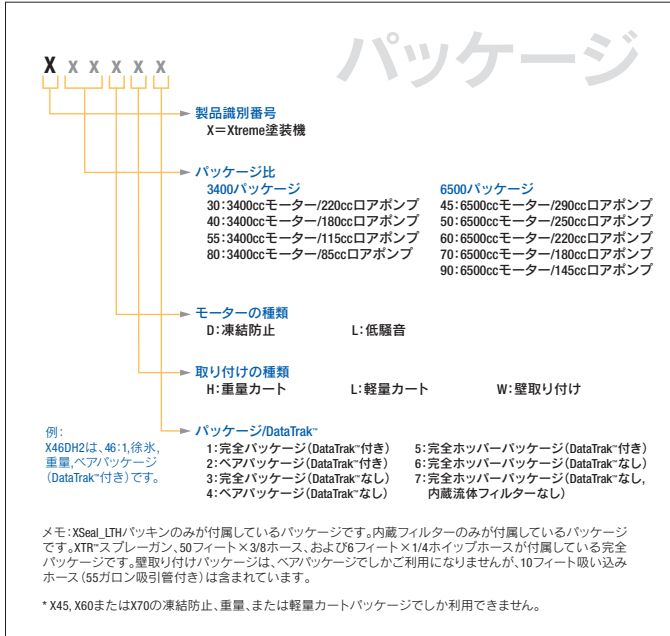 パッケージ
X x x x x x
製品識別番号
X＝Xtreme塗装機
パッケージ比
3400パッケージ
30：3400ccモーター/220ccロアポンプ
40：3400ccモーター/180ccロアポンプ
55：3400ccモーター/115ccロアポンプ
80：3400ccモーター/85ccロアポンプ
6500パッケージ
45：6500ccモーター/290ccロアポンプ
50：6500ccモーター/250ccロアポンプ
60：6500ccモーター/220ccロアポンプ
70：6500ccモーター/180ccロアポンプ
90：6500ccモーター/145ccロアポンプ
モーターの種類
D：凍結防止 L：低騒音
取り付けの種類
H：重量カート L：軽量カート W：壁取り付け
例：
X46DH2は、46：1,徐氷,
重量,ベアパッケージ
（DataTrak™付き）です。
パッケージ/DataTrak™
1：完全パッケージ（DataTrak™付き）
2：ベアパッケージ（DataTrak™付き）
3：完全パッケージ（DataTrak™なし）
4：ベアパッケージ（DataTrak™なし）
5：完全ホッパーパッケージ（DataTrak™付き）
6：完全ホッパーパッケージ（DataTrak™なし）
7：完全ホッパーパッケージ（DataTrak™なし,
内蔵流体フィルターなし）
メモ：XSeal_LTHパッキンのみが付属しているパッケージです。内蔵フィルターのみが付属しているパッケージ
です。XTR™スプレーガン、50フィート×3/8ホース、および6フィート×1/4ホイップホースが付属している完全
パッケージです。壁取り付けパッケージは、ベアパッケージでしかご利用になりませんが、10フィート吸い込み
ホース（55ガロン吸引管付き）は含まれています。
* X45, X60またはX70の凍結防止、重量、または軽量カートパッケージでしか利用できません。